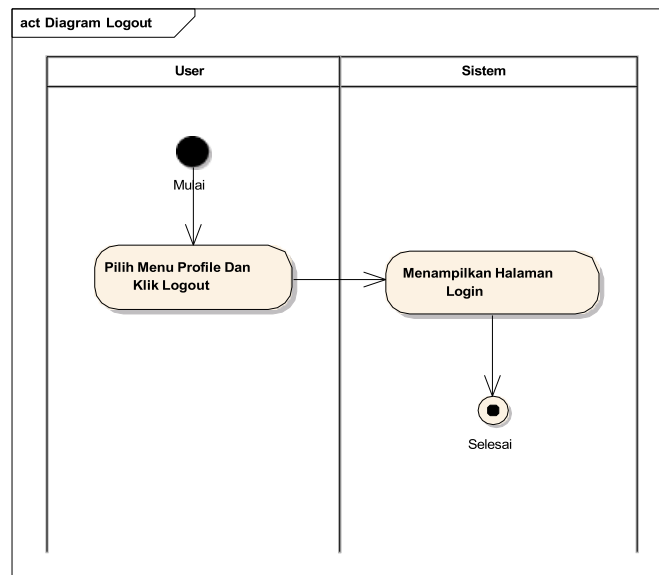 act Diagram Logout
User
Sistem
Mulai
Pilih Menu Profile Dan
Klik Logout
Menampilkan Halaman
Login
Selesai